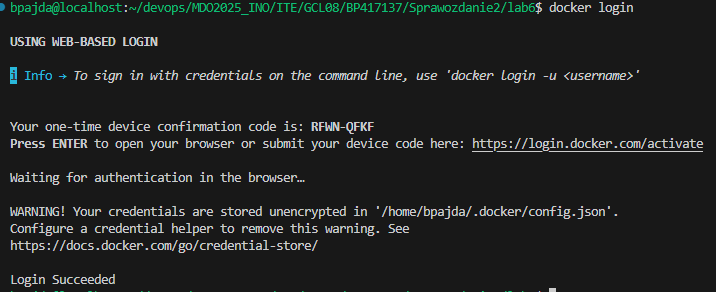 bpajda@localhost:~/devops/MDO2025_INO/ITE/GCL08/BP417137/Sprawozdanie2/lab6$ docker login
USING WEB-BASED LOGIN
i Info → To sign in with credentials on the command line, use 'docker login -u <username>'
Your one-time device confirmation code is: RFWN-QFKF
Press ENTER to open your browser or submit your device code here: https://login.docker.com/activate
Waiting for authentication in the browser…
WARNING! Your credentials are stored unencrypted in '/home/bpajda/.docker/config.json'.
Configure a credential helper to remove this warning. See
https://docs.docker.com/go/credential-store/
Login Succeeded